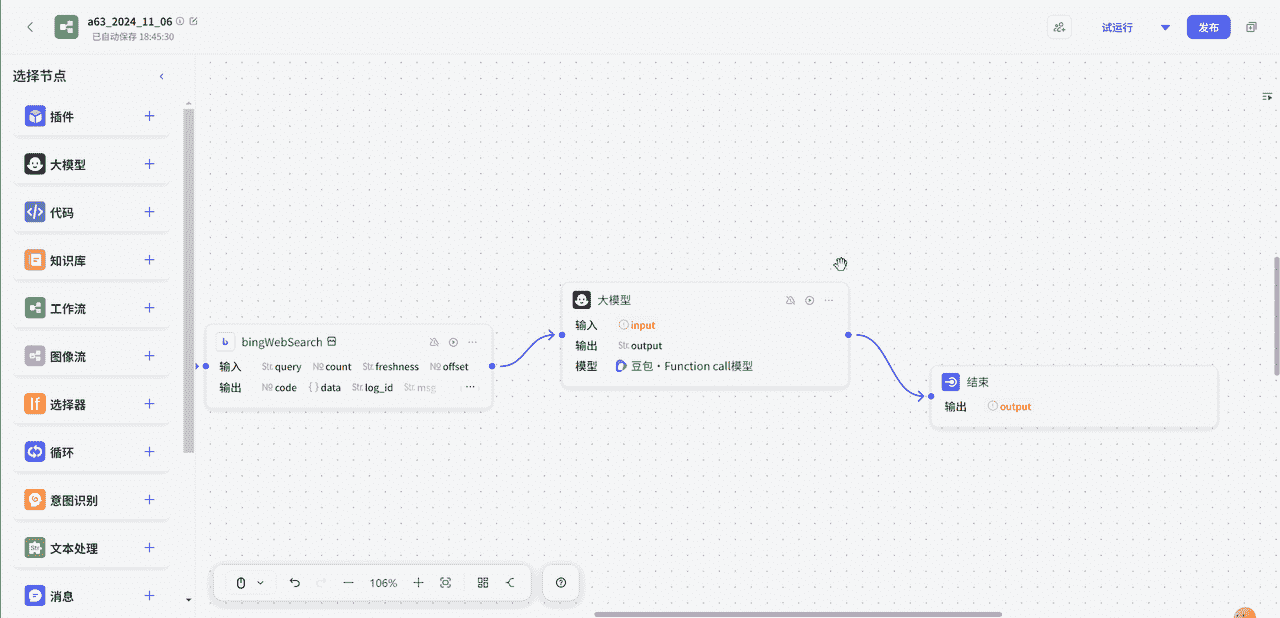 a63_2024_11_06
已自动保存 18:45:30
试运行
发布
选择节点
插件
大模型
代码
知识库
工作流
图像流
选择器
循环
意图识别
文本处理
消息
bingWebSearch
输入 Str. query NO count Str. freshness NO offset
输出 NO code { } data Str. log_id Str. msg ...
大模型
输入 input
输出 Str. output
模型 豆包・Function call模型
结束
输出 output
106%